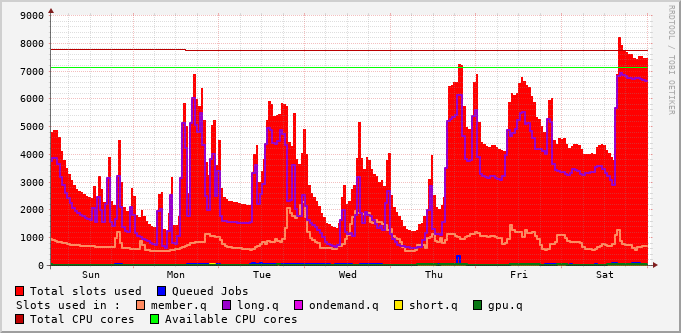 RRDTOOL / TOBI OETIKER
9000
8000
7000
6000
5000
4000
3000
2000
1000
0
Sun Mon Tue Wed Thu Fri Sat
Total slots used Queued Jobs
Slots used in : member.q long.q ondemand.q short.q gpu.q
Total CPU cores Available CPU cores